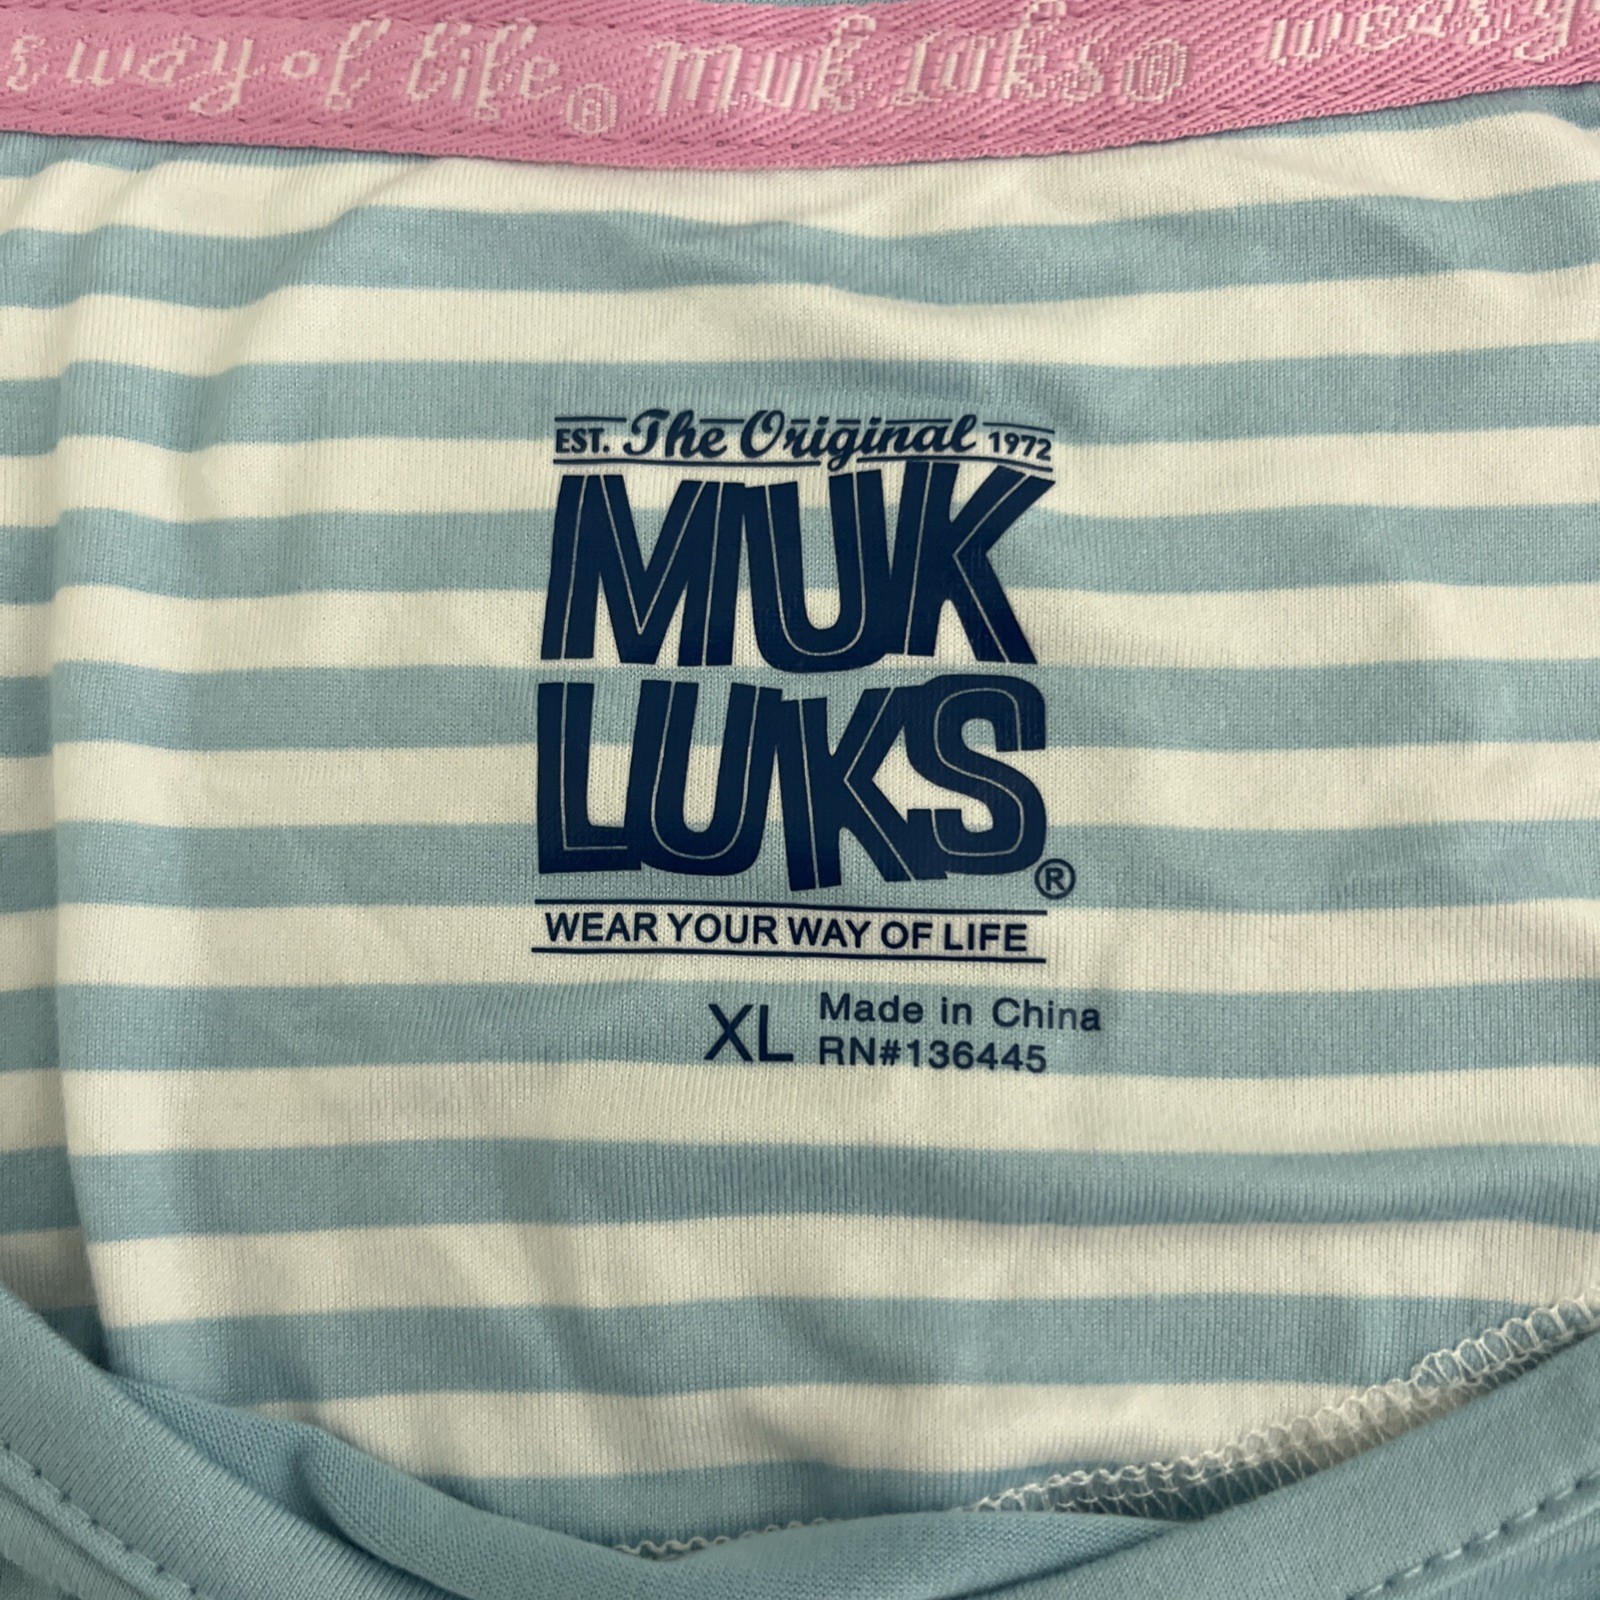 way of life® Muk Luks®
EST. The Original 1972
MUK
LUKS®
WEAR YOUR WAY OF LIFE
XL Made in China
RN#136445